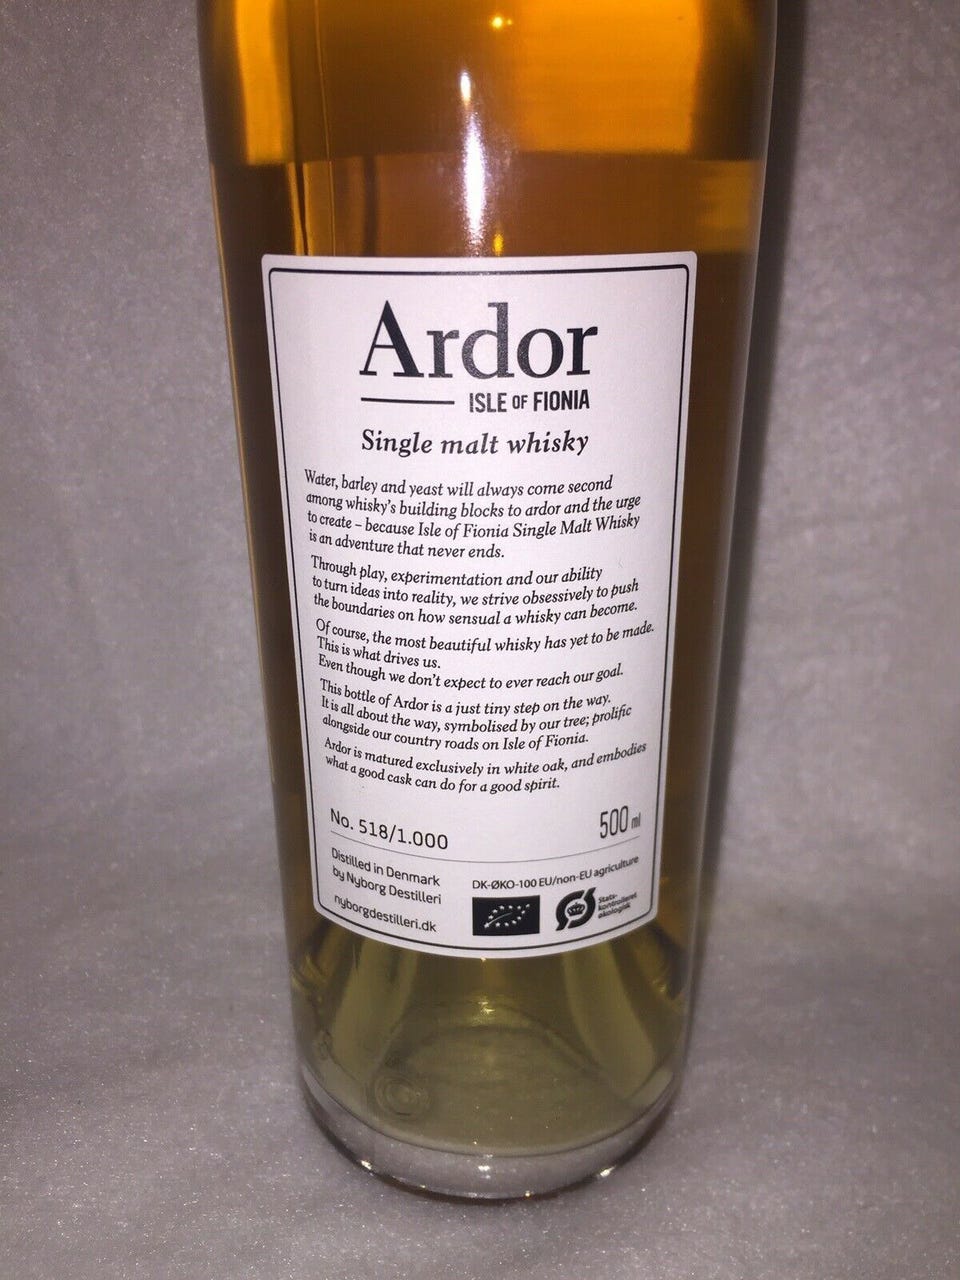 Ardor
ISLE OF FIONIA
Single malt whisky
Water, barley and yeast will always come second
among whisky's building blocks to ardor and the urge
to create – because Isle of Fionia Single Malt Whisky
is an adventure that never ends.
Through play, experimentation and our ability
to turn ideas into reality, we strive obsessively to push
the boundaries on how sensual a whisky can become.
Of course, the most beautiful whisky has yet to be made.
This is what drives us.
Even though we don't expect to ever reach our goal.
This bottle of Ardor is a just tiny step on the way.
It is all about the way, symbolised by our tree; prolific
alongside our country roads on Isle of Fionia.
Ardor is matured exclusively in white oak, and embodies
what a good cask can do for a good spirit.
No. 518/1.000
500 ml
Distilled in Denmark
by Nyborg Destilleri
nyborgdestilleri.dk
DK-ØKO-100 EU/non-EU agriculture
Stats-
kontrolleret
økologisk